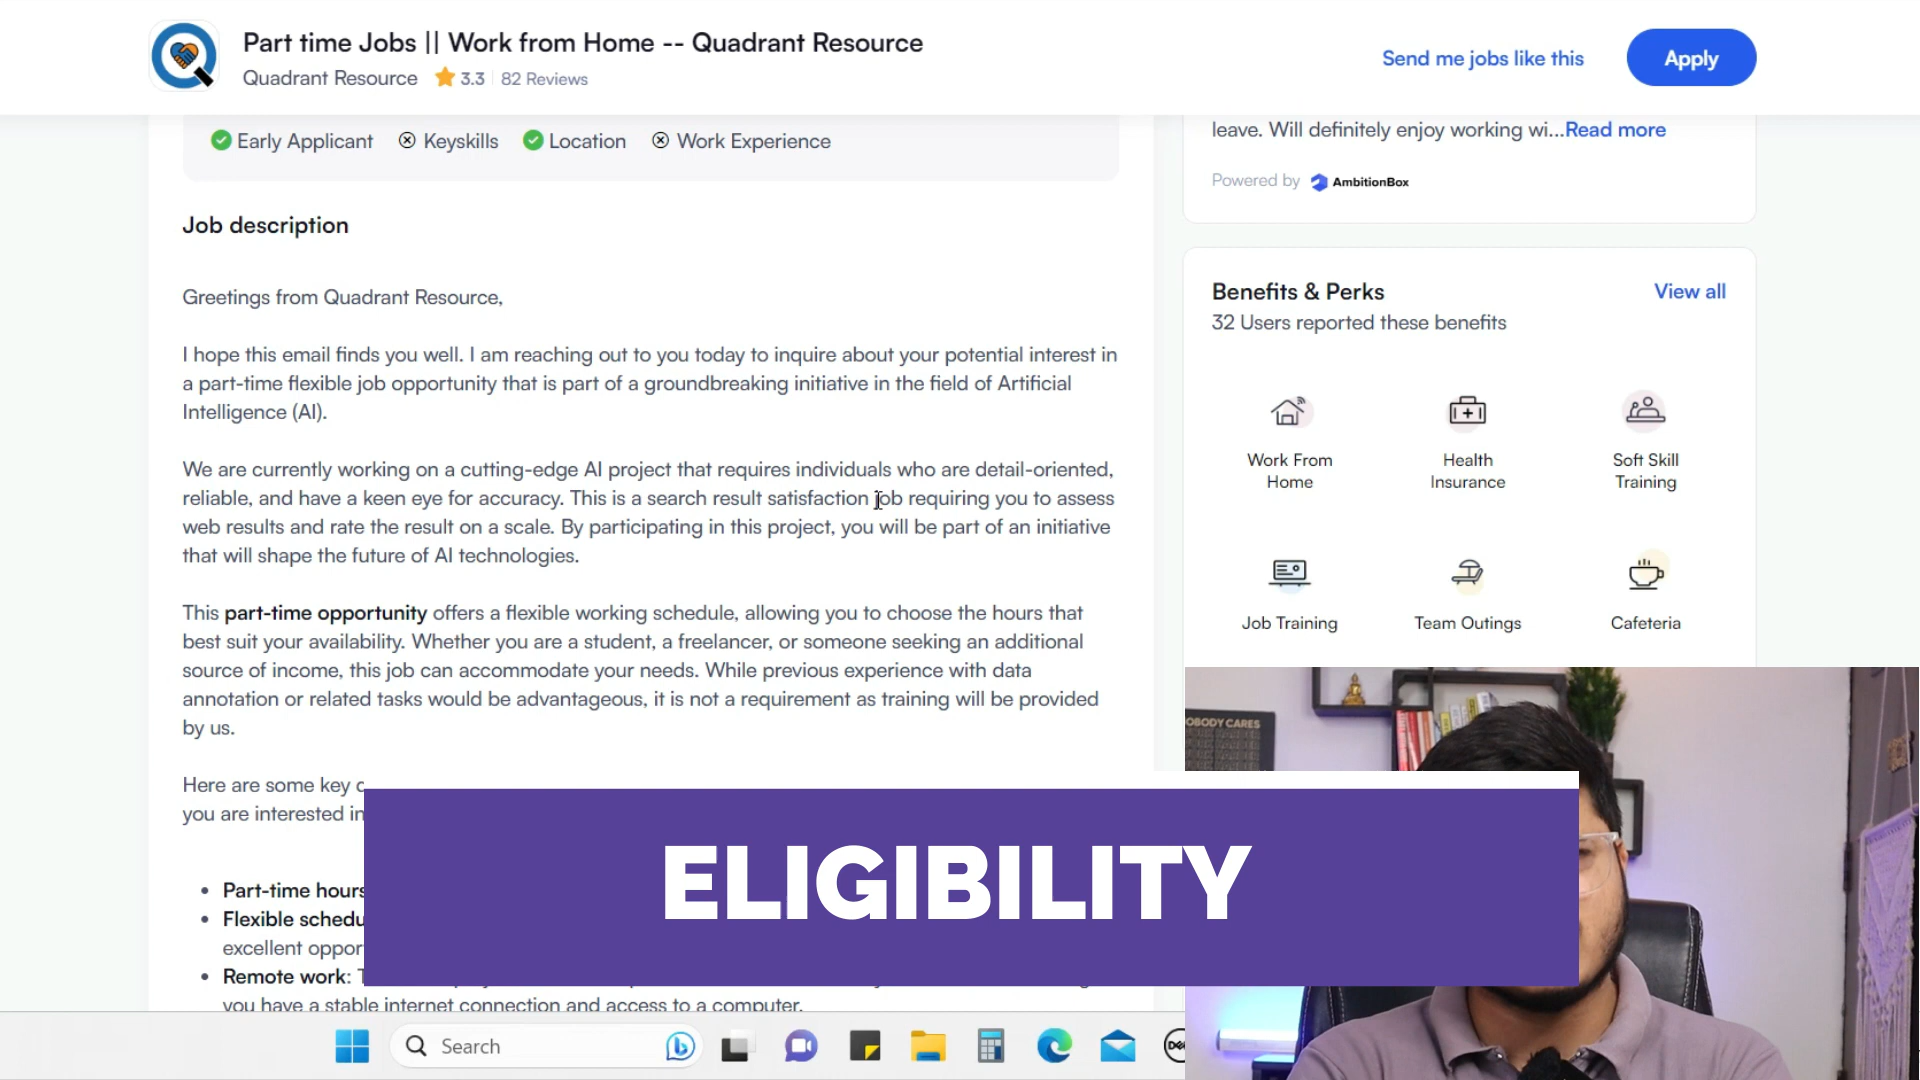 Part time Jobs || Work from Home -- Quadrant Resource
Quadrant Resource 3.3 | 82 Reviews
Send me jobs like this
Apply
Early Applicant Keyskills Location Work Experience
Job description
Greetings from Quadrant Resource,
I hope this email finds you well. I am reaching out to you today to inquire about your potential interest in
a part-time flexible job opportunity that is part of a groundbreaking initiative in the field of Artificial
Intelligence (AI).
We are currently working on a cutting-edge AI project that requires individuals who are detail-oriented,
reliable, and have a keen eye for accuracy. This is a search result satisfaction job requiring you to assess
web results and rate the result on a scale. By participating in this project, you will be part of an initiative
that will shape the future of AI technologies.
This part-time opportunity offers a flexible working schedule, allowing you to choose the hours that
best suit your availability. Whether you are a student, a freelancer, or someone seeking an additional
source of income, this job can accommodate your needs. While previous experience with data
annotation or related tasks would be advantageous, it is not a requirement as training will be provided
by us.
Here are some key
you are interested in
Part-time hours
Flexible
excellent
Remote work:
you have a stable internet connection and access to a computer.
leave. Will definitely enjoy working wi...Read more
Powered by AmbitionBox
Benefits & Perks
View all
32 Users reported these benefits
Work From
Home
Health
Insurance
Soft Skill
Training
Job Training
Team Outings
Cafeteria
OBODY CARES
ELIGIBILITY
Search